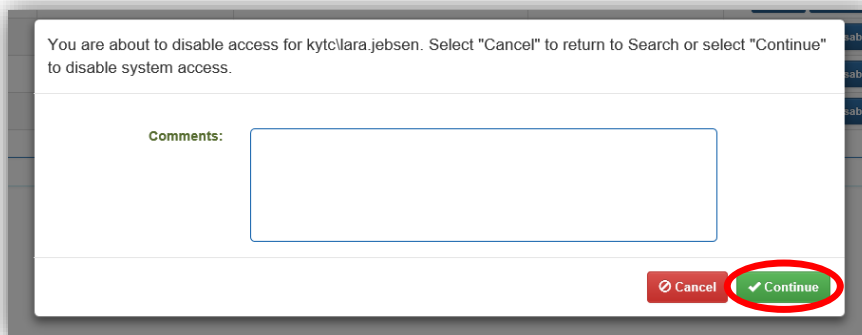 You are about to disable access for kytc\lara.jebsen. Select "Cancel" to return to Search or select "Continue"
to disable system access.
Comments:
Cancel
Continue